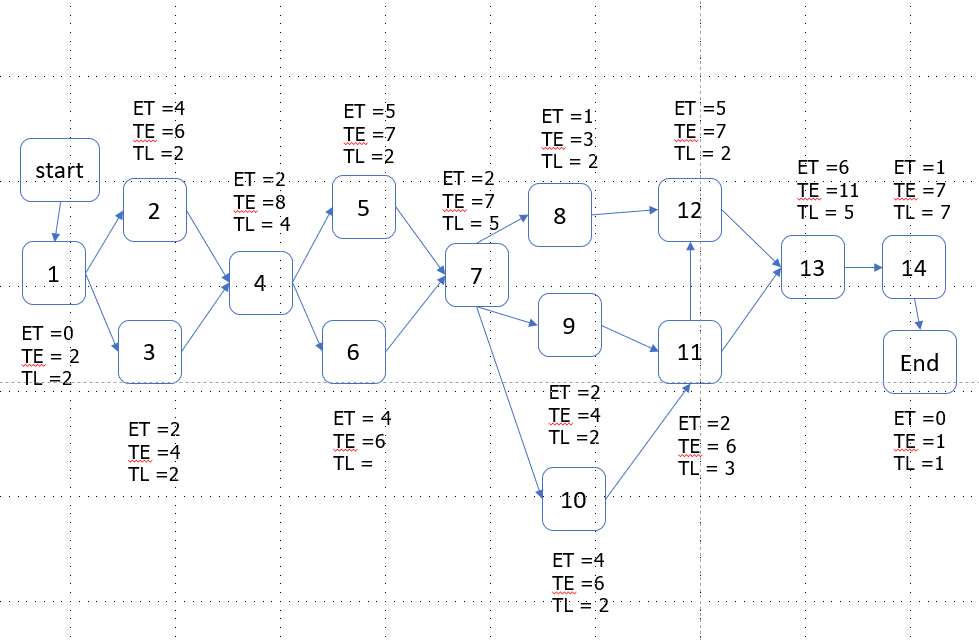 start
1
ET =0
TE = 2
TL =2
2
ET =4
TE =6
TL =2
3
ET =2
TE =4
TL =2
4
ET =2
TE =8
TL = 4
5
ET =5
TE =7
TL =2
6
ET = 4
TE =6
TL =
7
ET =2
TE =7
TL = 5
8
ET =1
TE =3
TL = 2
9
ET =2
TE =4
TL =2
10
ET =4
TE =6
TL = 2
11
ET =2
TE = 6
TL = 3
12
ET =5
TE =7
TL = 2
13
ET =6
TE =11
TL = 5
14
ET =1
TE =7
TL = 7
End
ET =0
TE =1
TL =1